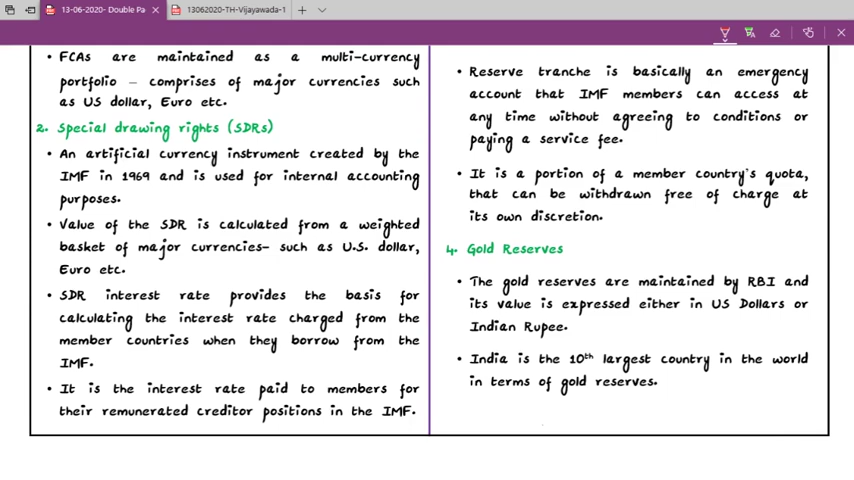 13-06-2020- Double Pa
13062020-TH-Vijayawada-1
• FCAs are maintained as a multi-currency
portfolio – comprises of major currencies such
as US dollar, Euro etc.
2. Special drawing rights (SDRs)
• An artificial currency instrument created by the
IMF in 1969 and is used for internal accounting
purposes.
• Value of the SDR is calculated from a weighted
basket of major currencies- such as U.S. dollar,
Euro etc.
• SDR interest rate provides the basis for
calculating the interest rate charged from the
member countries when they borrow from the
IMF.
• It is the interest rate paid to members for
their remunerated creditor positions in the IMF.
• Reserve tranche is basically an emergency
account that IMF members can access at
any time without agreeing to conditions or
paying a service fee.
• It is a portion of a member country's quota,
that can be withdrawn free of charge at
its own discretion.
4. Gold Reserves
• The gold reserves are maintained by RBI and
its value is expressed either in US Dollars or
Indian Rupee.
• India is the 10th largest country in the world
in terms of gold reserves.